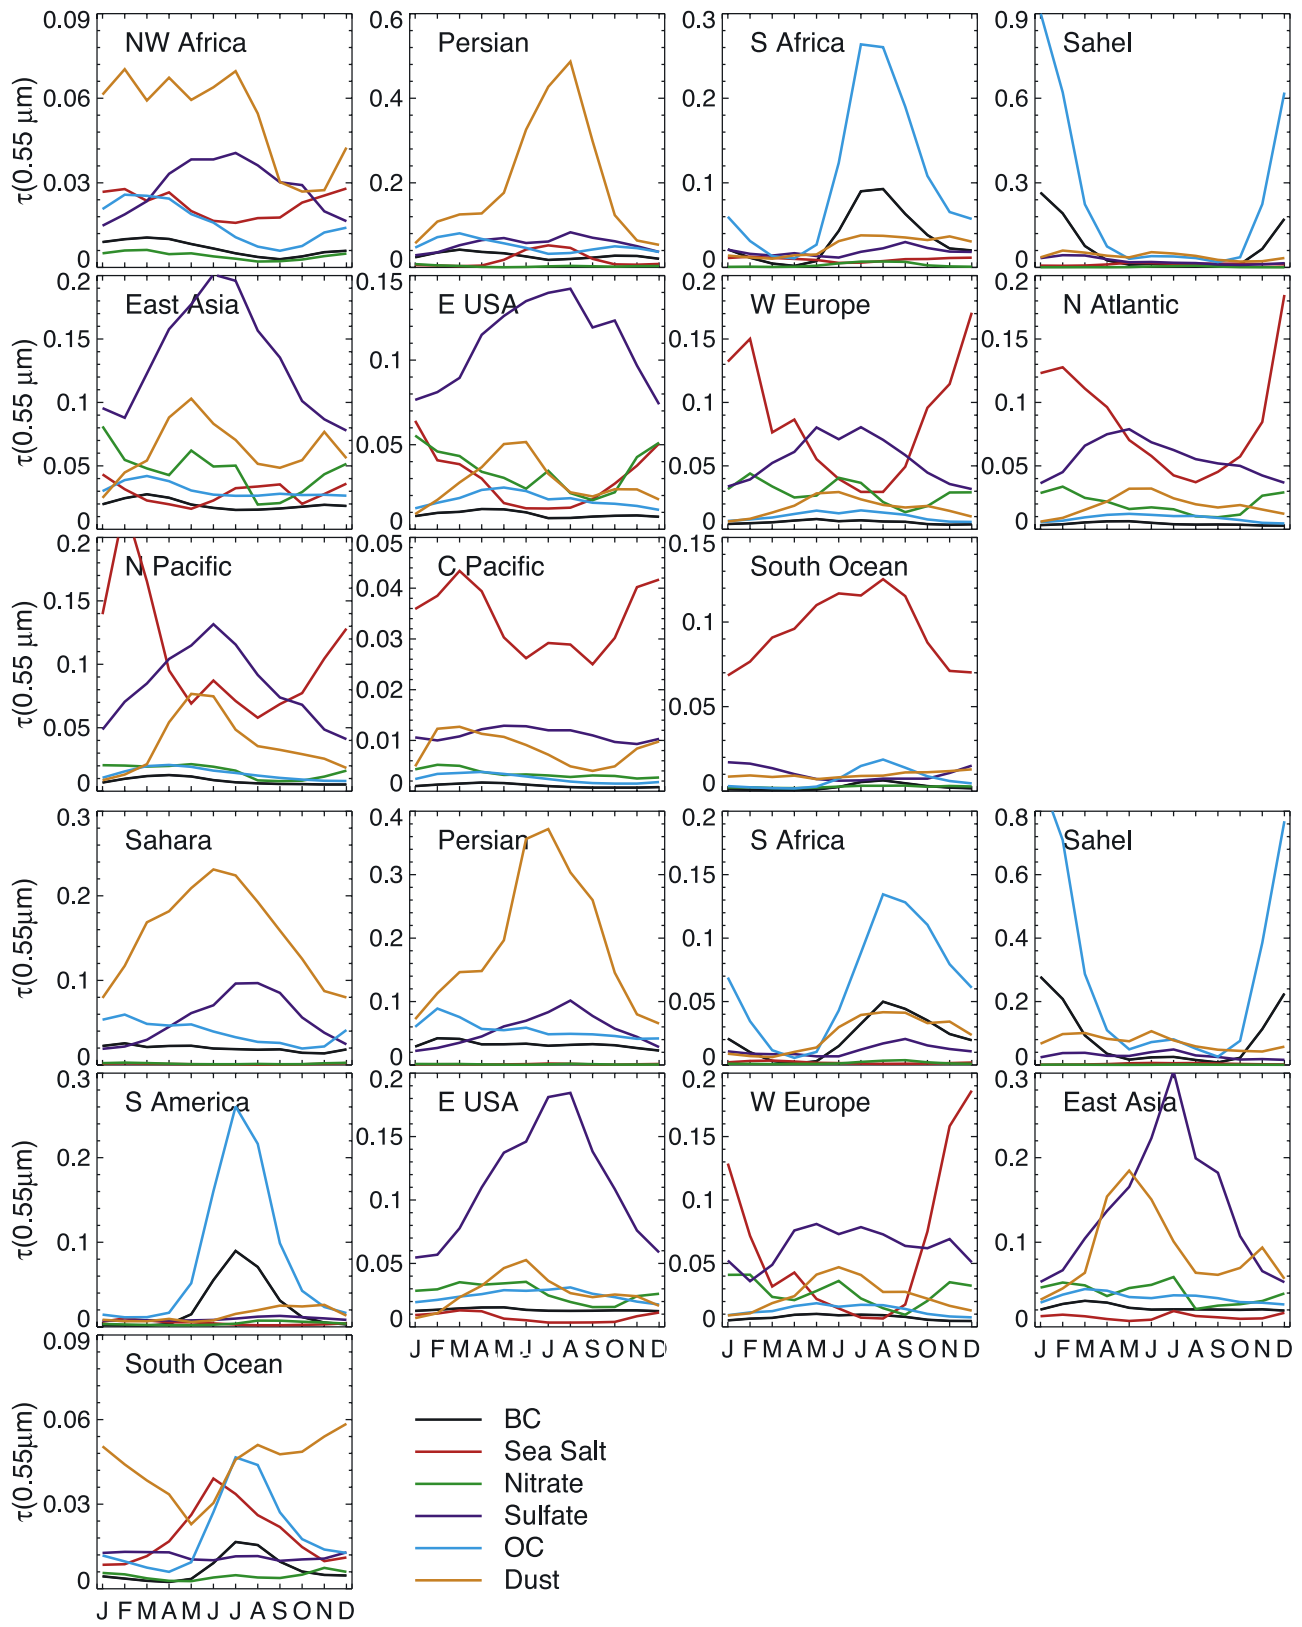 0.09
0.06
0.03
0
τ(0.55 μm)
NW Africa
0.6
0.4
0.2
0
Persian
0.3
0.2
0.1
0
S Africa
0.9
0.6
0.3
0
Sahel
0.2
0.15
0.1
0.05
0
τ(0.55 μm)
East Asia
0.15
0.1
0.05
0
E USA
0.2
0.15
0.1
0.05
0
W Europe
0.2
0.15
0.1
0.05
0
N Atlantic
0.2
0.15
0.1
0.05
0
τ(0.55 μm)
N Pacific
0.05
0.04
0.03
0.02
0.01
0
C Pacific
0.15
0.1
0.05
0
South Ocean
0.3
0.2
0.1
0
τ(0.55μm)
Sahara
0.4
0.3
0.2
0.1
0
Persian
0.2
0.15
0.1
0.05
0
S Africa
0.8
0.6
0.4
0.2
0
Sahel
0.3
0.2
0.1
0
τ(0.55μm)
S America
0.2
0.15
0.1
0.05
0
E USA
J F M A M J J A S O N D
0.2
0.15
0.1
0.05
0
W Europe
J F M A M J J A S O N D
0.3
0.2
0.1
0
East Asia
J F M A M J J A S O N D
0.09
0.06
0.03
0
τ(0.55μm)
South Ocean
J F M A M J J A S O N D
BC
Sea Salt
Nitrate
Sulfate
OC
Dust